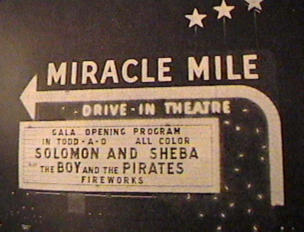 MIRACLE MILE
DRIVE-IN THEATRE
GALA OPENING PROGRAM
IN TODD-A-O ALL COLOR
SOLOMON AND SHEBA
THE BOY AND THE PIRATES
FIREWORKS